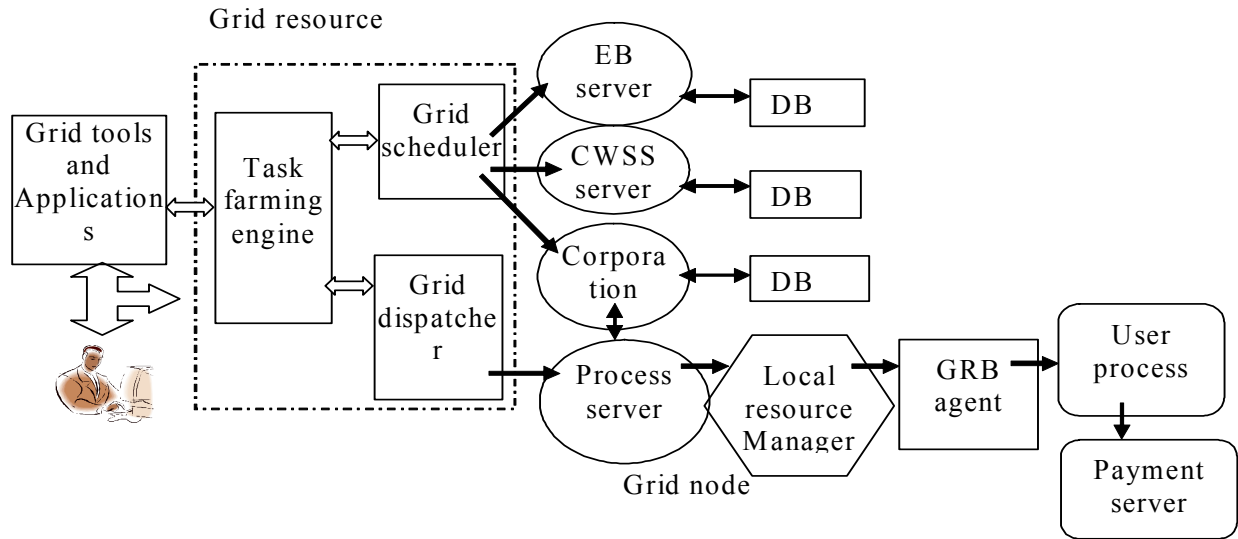 Grid resource
Grid tools
and
Application
s
Task
farming
engine
Grid
scheduler
Grid
dispatche
r
EB
server
DB
CWSS
server
DB
Corpora
tion
DB
Process
server
Local
resource
Manager
GRB
agent
User
process
Payment
server
Grid node